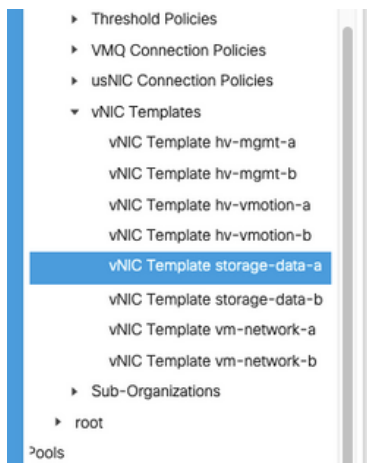 Threshold Policies
VMQ Connection Policies
usNIC Connection Policies
vNIC Templates
vNIC Template hv-mgmt-a
vNIC Template hv-mgmt-b
vNIC Template hv-vmotion-a
vNIC Template hv-vmotion-b
vNIC Template storage-data-a
vNIC Template storage-data-b
vNIC Template vm-network-a
vNIC Template vm-network-b
Sub-Organizations
root
Pools